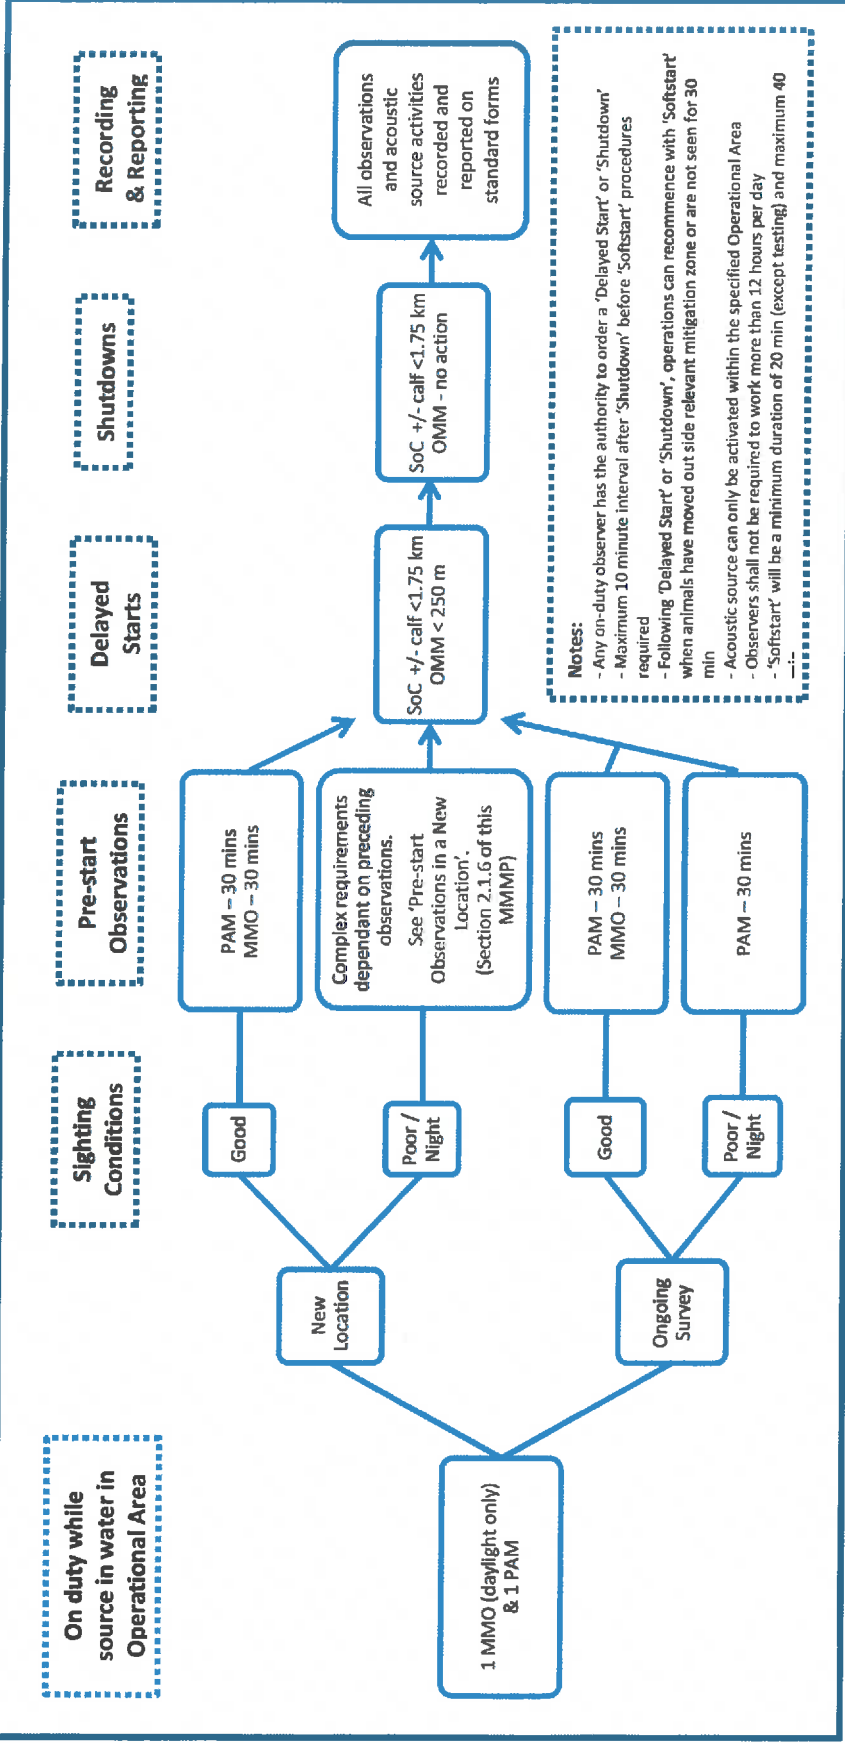 On duty while
source in water in
Operational Area
Sighting
Conditions
Pre-start
Observations
Delayed
Starts
Shutdowns
Recording
& Reporting
1 MMO (daylight only)
& 1 PAM
New
Location
Ongoing
Survey
Good
Poor /
Night
Good
Poor /
Night
PAM – 30 mins
MMO – 30 mins
Complex requirements
dependant on preceding
observations.
See 'Pre-start
Observations in a New
Location'.
(Section 2.1.6 of this
MMMP)
PAM – 30 mins
MMO – 30 mins
PAM – 30 mins
SoC +/- calf <1.75 km
OMM < 250 m
SoC +/- calf <1.75 km
OMM - no action
All observations
and acoustic
source activities
recorded and
reported on
standard forms
Notes:
- Any on-duty observer has the authority to order a 'Delayed Start' or 'Shutdown'
- Maximum 10 minute interval after 'Shutdown' before 'Softstart' procedures
required
- Following 'Delayed Start' or 'Shutdown', operations can recommence with 'Softstart'
when animals have moved out side relevant mitigation zone or are not seen for 30
min
- Acoustic source can only be activated within the specified Operational Area
- Observers shall not be required to work more than 12 hours per day
- 'Softstart' will be a minimum duration of 20 min (except testing) and maximum 40